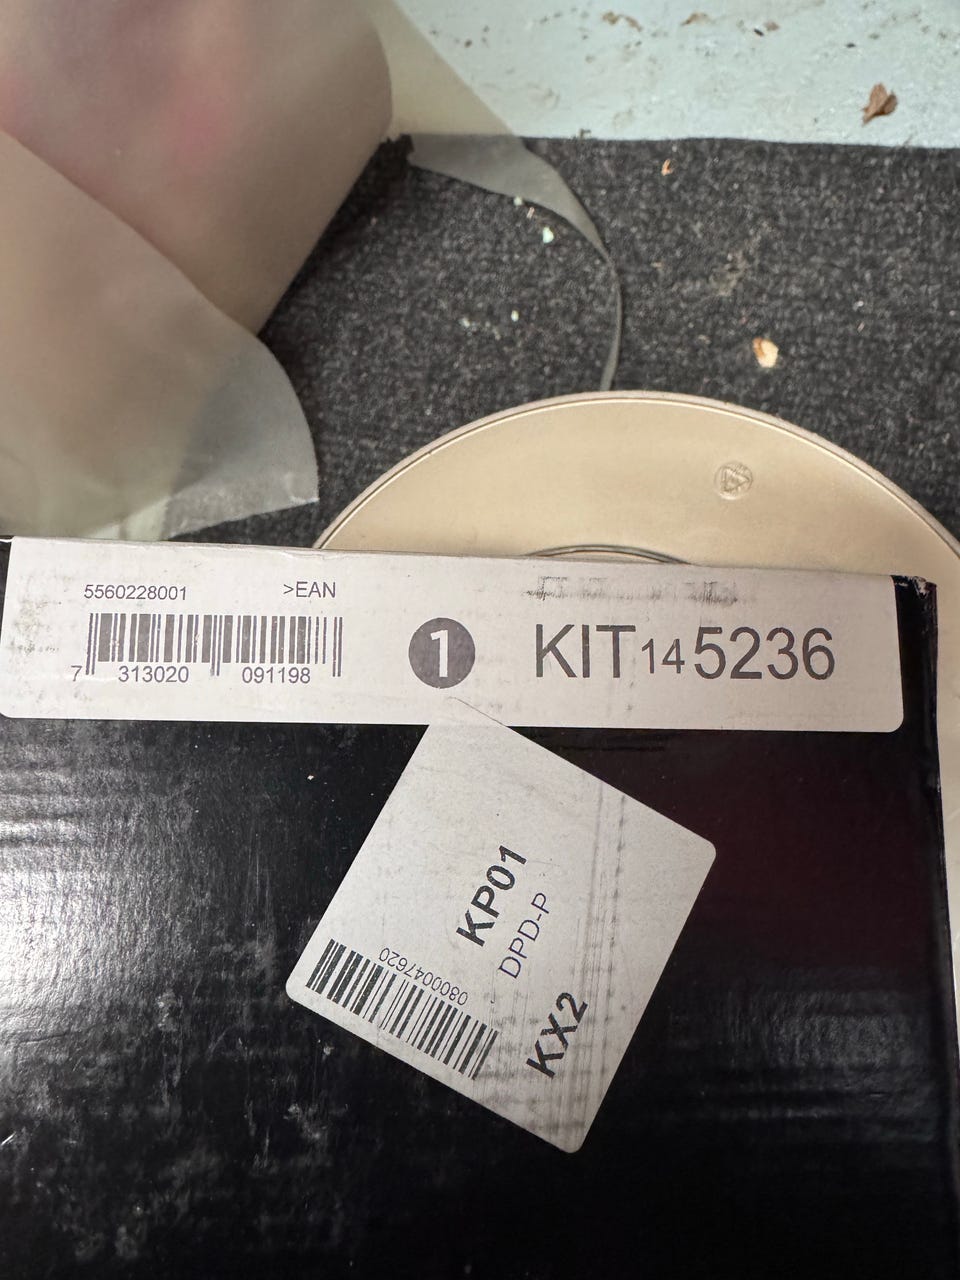 5560228001 >EAN
7 313020 091198
1 KIT 14 5236
KP01
DPD-P
0800047620
KX2